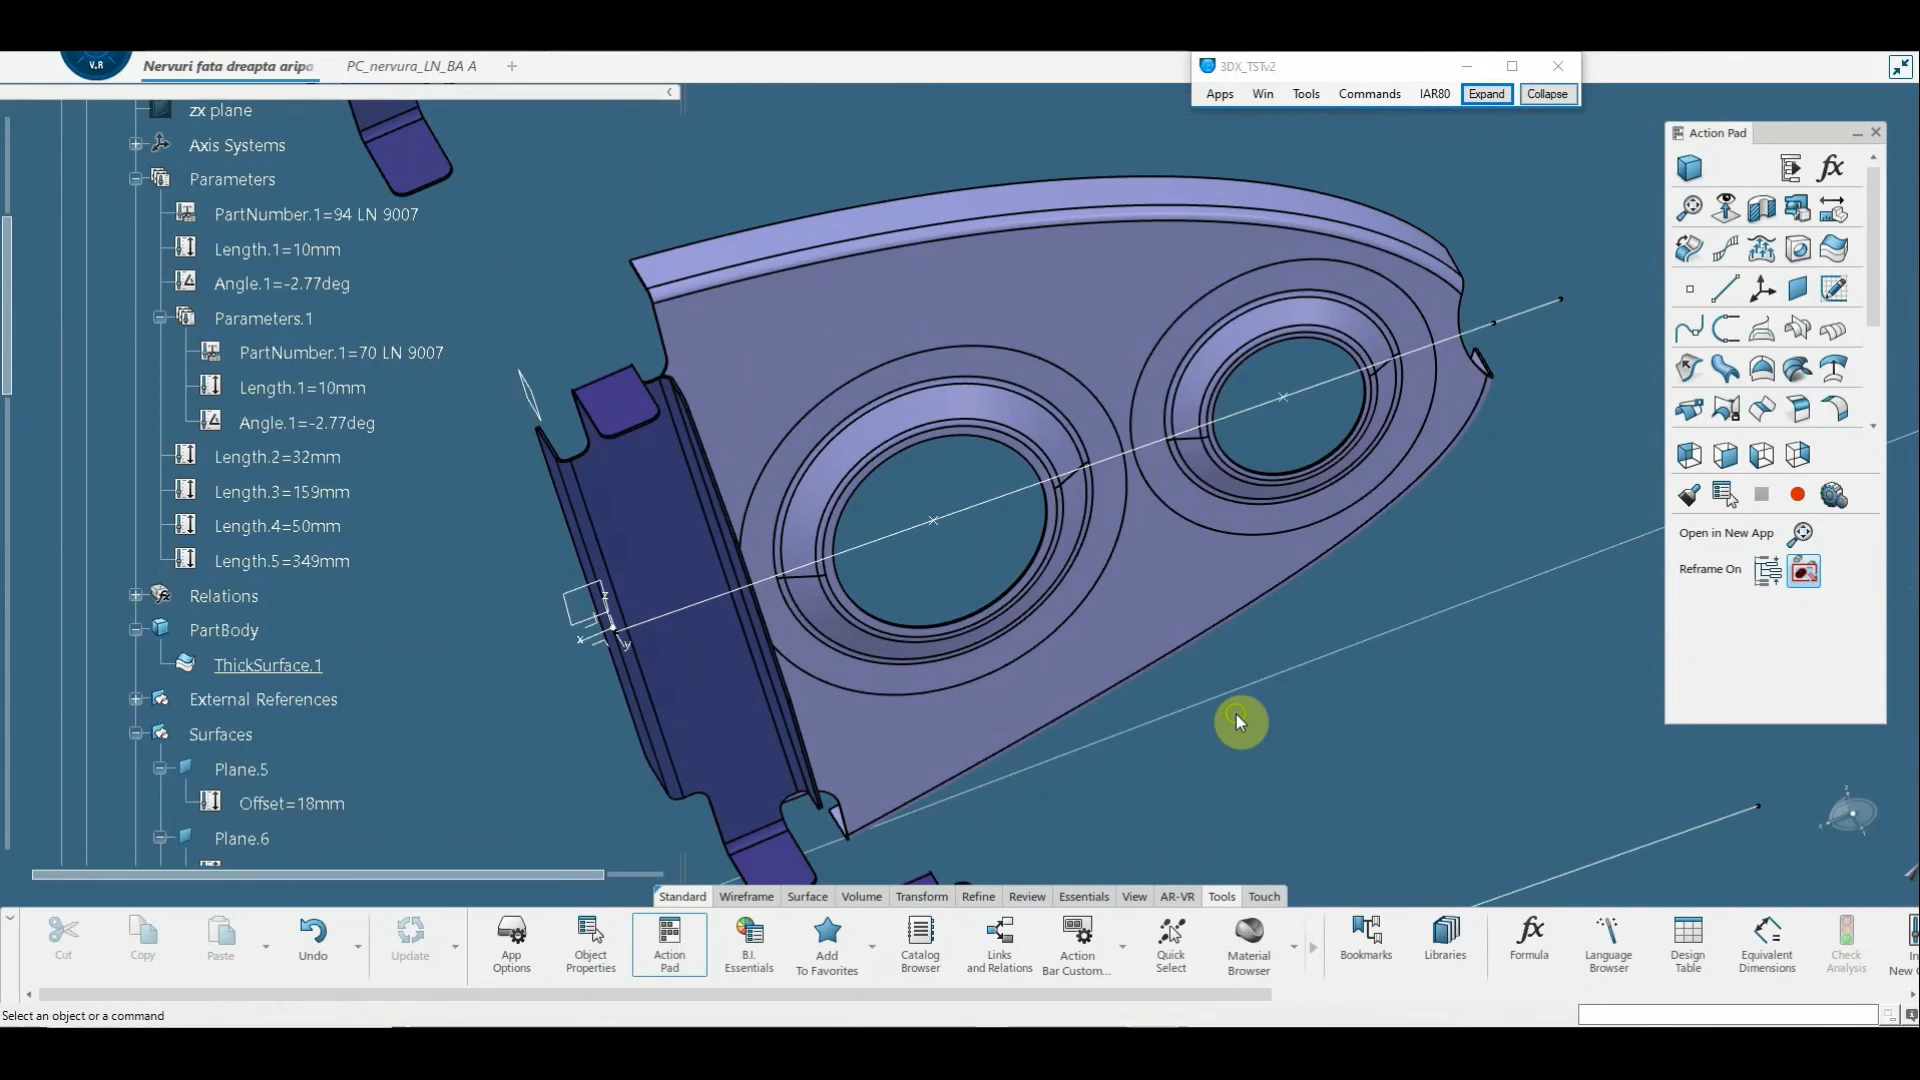 V.R
Nervuri fata dreapta aripa
PC_nervura_LN_BA A
3DX_TSTv2
Apps
Win
Tools
Commands
IAR80
Expand
Collapse
zx plane
Axis Systems
Parameters
PartNumber.1=94 LN 9007
Length.1=10mm
Angle.1=-2.77deg
Parameters.1
PartNumber.1=70 LN 9007
Length.1=10mm
Angle.1=-2.77deg
Length.2=32mm
Length.3=159mm
Length.4=50mm
Length.5=349mm
Relations
PartBody
ThickSurface.1
External References
Surfaces
Plane.5
Offset=18mm
Plane.6
z
x
y
Action Pad
fx
Open in New App
Reframe On
Standard
Wireframe
Surface
Volume
Transform
Refine
Review
Essentials
View
AR-VR
Tools
Touch
Cut
Copy
Paste
Undo
Update
App
Options
Object
Properties
Action
Pad
B.I.
Essentials
Add
To Favorites
Catalog
Browser
Links
and Relations
Action
Bar Custom...
Quick
Select
Material
Browser
Bookmarks
Libraries
fx
Formula
Language
Browser
Design
Table
Equivalent
Dimensions
Check
Analysis
In
New
Select an object or a command